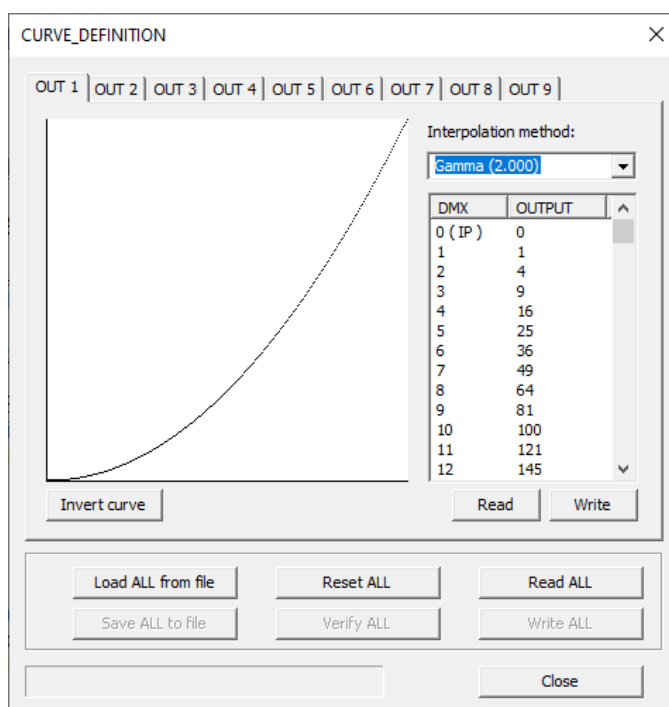 CURVE_DEFINITION
OUT 1 OUT 2 OUT 3 OUT 4 OUT 5 OUT 6 OUT 7 OUT 8 OUT 9
Interpolation method:
Gamma (2.000)
DMX OUTPUT
0 ( IP ) 0
1 1
2 4
3 9
4 16
5 25
6 36
7 49
8 64
9 81
10 100
11 121
12 145
Invert curve Read Write
Load ALL from file Reset ALL Read ALL
Save ALL to file Verify ALL Write ALL
Close